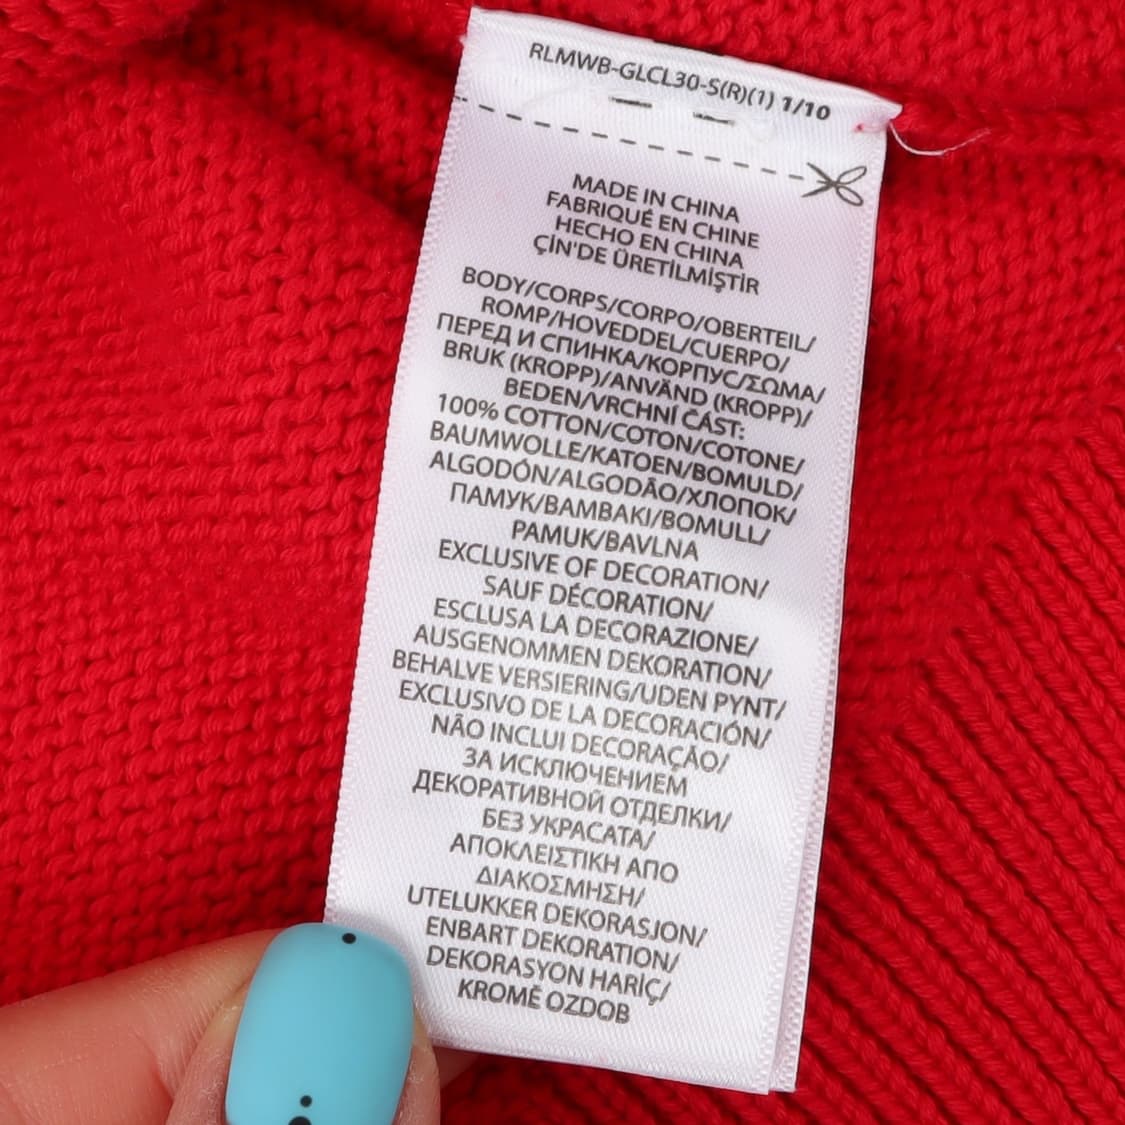 RLMWB-GLCL30-S(R)(1) 1/10
MADE IN CHINA
FABRIQUÉ EN CHINE
HECHO EN CHINA
ÇİN'DE ÜRETİLMİŞTİR
BODY/CORPS/CORPO/OBERTEIL/
ROMP/HOVEDDEL/CUERPO/
ПЕРЕД И СПИНКА/КОРПУС/ΣΩΜΑ/
BRUK (KROPP)/ANVÄND (KROPP)/
BEDEN/VRCHNÍ ČÁST:
100% COTTON/COTON/COTONE/
BAUMWOLLE/KATOEN/BOMULD/
ALGODÓN/ALGODÃO/ХЛОПОК/
ПАМУК/BAMBAKI/BOMULL/
PAMUK/BAVLNA
EXCLUSIVE OF DECORATION/
SAUF DÉCORATION/
ESCLUSA LA DECORAZIONE/
AUSGENOMMEN DEKORATION/
BEHALVE VERSIERING/UDEN PYNT/
EXCLUSIVO DE LA DECORACIÓN/
NÃO INCLUI DECORAÇÃO/
ЗА ИСКЛЮЧЕНИЕМ
ДЕКОРАТИВНОЙ ОТДЕЛКИ/
БЕЗ УКРАСАТА/
ΑΠΟΚΛΕΙΣΤΙΚΗ ΑΠΟ
ΔΙΑΚΟΣΜΗΣΗ/
UTELUKKER DEKORASJON/
ENBART DEKORATION/
DEKORASYON HARİÇ/
KROMĚ OZDOB